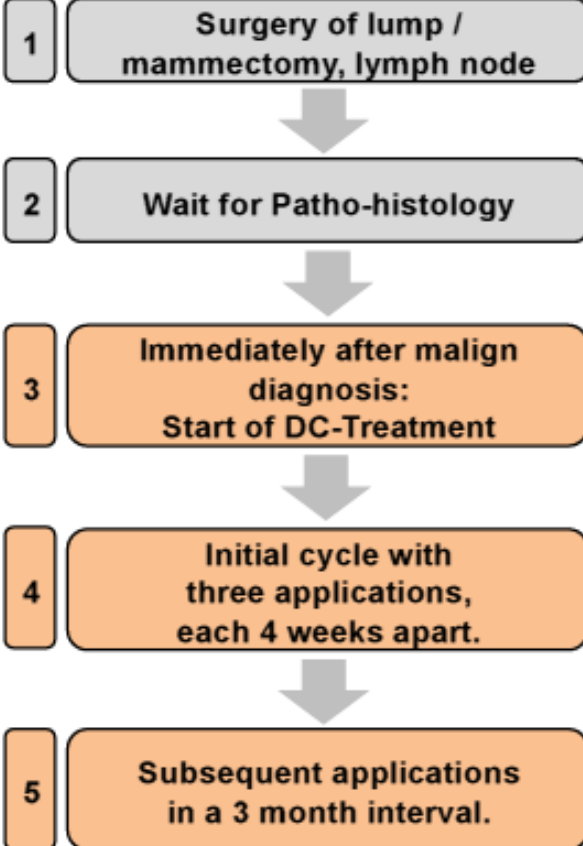 1
Surgery of lump /
mammectomy, lymph node
2
Wait for Patho-histology
3
Immediately after malign
diagnosis:
Start of DC-Treatment
4
Initial cycle with
three applications,
each 4 weeks apart.
5
Subsequent applications
in a 3 month interval.